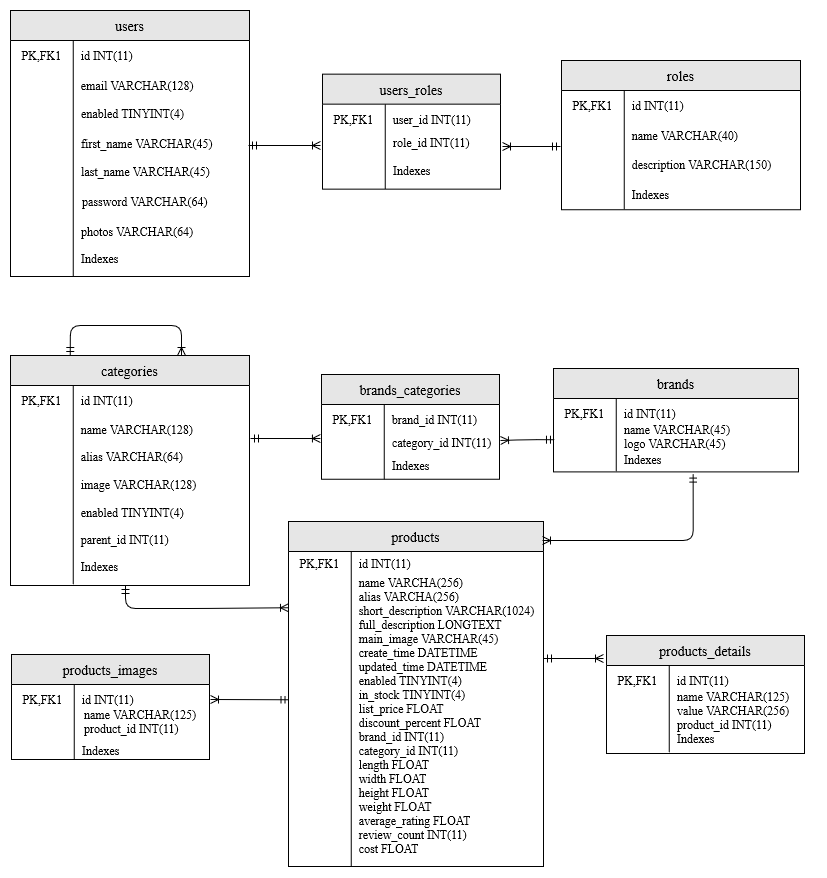 users
PK,FK1
id INT(11)
email VARCHAR(128)
enabled TINYINT(4)
first_name VARCHAR(45)
last_name VARCHAR(45)
password VARCHAR(64)
photos VARCHAR(64)
Indexes
users_roles
PK,FK1
user_id INT(11)
role_id INT(11)
Indexes
roles
PK,FK1
id INT(11)
name VARCHAR(40)
description VARCHAR(150)
Indexes
categories
PK,FK1
id INT(11)
name VARCHAR(128)
alias VARCHAR(64)
image VARCHAR(128)
enabled TINYINT(4)
parent_id INT(11)
Indexes
brands_categories
PK,FK1
brand_id INT(11)
category_id INT(11)
Indexes
brands
PK,FK1
id INT(11)
name VARCHAR(45)
logo VARCHAR(45)
Indexes
products
PK,FK1
id INT(11)
name VARCHA(256)
alias VARCHA(256)
short_description VARCHAR(1024)
full_description LONGTEXT
main_image VARCHAR(45)
create_time DATETIME
updated_time DATETIME
enabled TINYINT(4)
in_stock TINYINT(4)
list_price FLOAT
discount_percent FLOAT
brand_id INT(11)
category_id INT(11)
length FLOAT
width FLOAT
height FLOAT
weight FLOAT
average_rating FLOAT
review_count INT(11)
cost FLOAT
products_images
PK,FK1
id INT(11)
name VARCHAR(125)
product_id INT(11)
Indexes
products_details
PK,FK1
id INT(11)
name VARCHAR(125)
value VARCHAR(256)
product_id INT(11)
Indexes